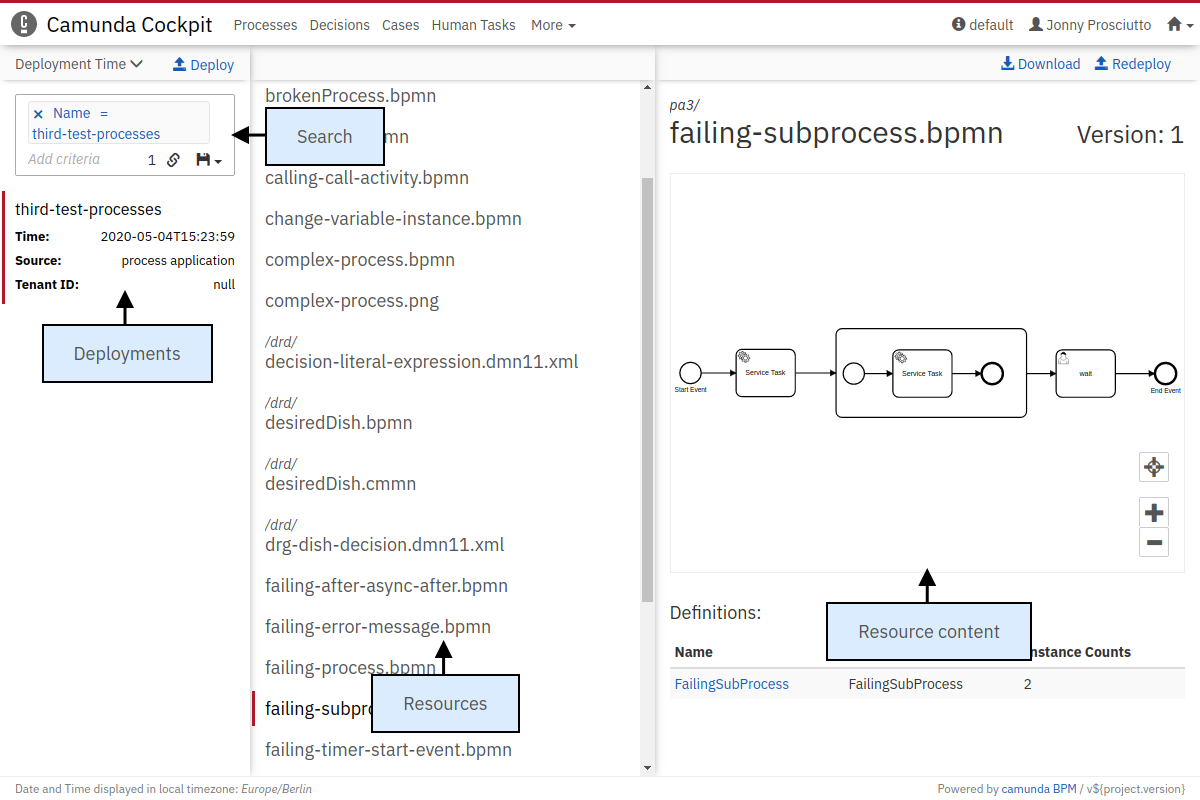 Camunda Cockpit Processes Decisions Cases Human Tasks More default Jonny Prosciutto
Deployment Time Deploy
Download Redeploy
Name =
third-test-processes
Add criteria 1
third-test-processes
Time: 2020-05-04T15:23:59
Source: process application
Tenant ID: null
Deployments
Search
brokenProcess.bpmn
calling-call-activity.bpmn
change-variable-instance.bpmn
complex-process.bpmn
complex-process.png
/drd/
decision-literal-expression.dmn11.xml
/drd/
desiredDish.bpmn
/drd/
desiredDish.cmmn
/drd/
drg-dish-decision.dmn11.xml
failing-after-async-after.bpmn
failing-error-message.bpmn
failing-process.bpmn
failing-subpro
Resources
failing-timer-start-event.bpmn
pa3/
failing-subprocess.bpmn Version: 1
Start Event
Service Task
Service Task
wait
End Event
Definitions:
Resource content
Name nstance Counts
FailingSubProcess FailingSubProcess 2
Date and Time displayed in local timezone: Europe/Berlin
Powered by camunda BPM / v${project.version}